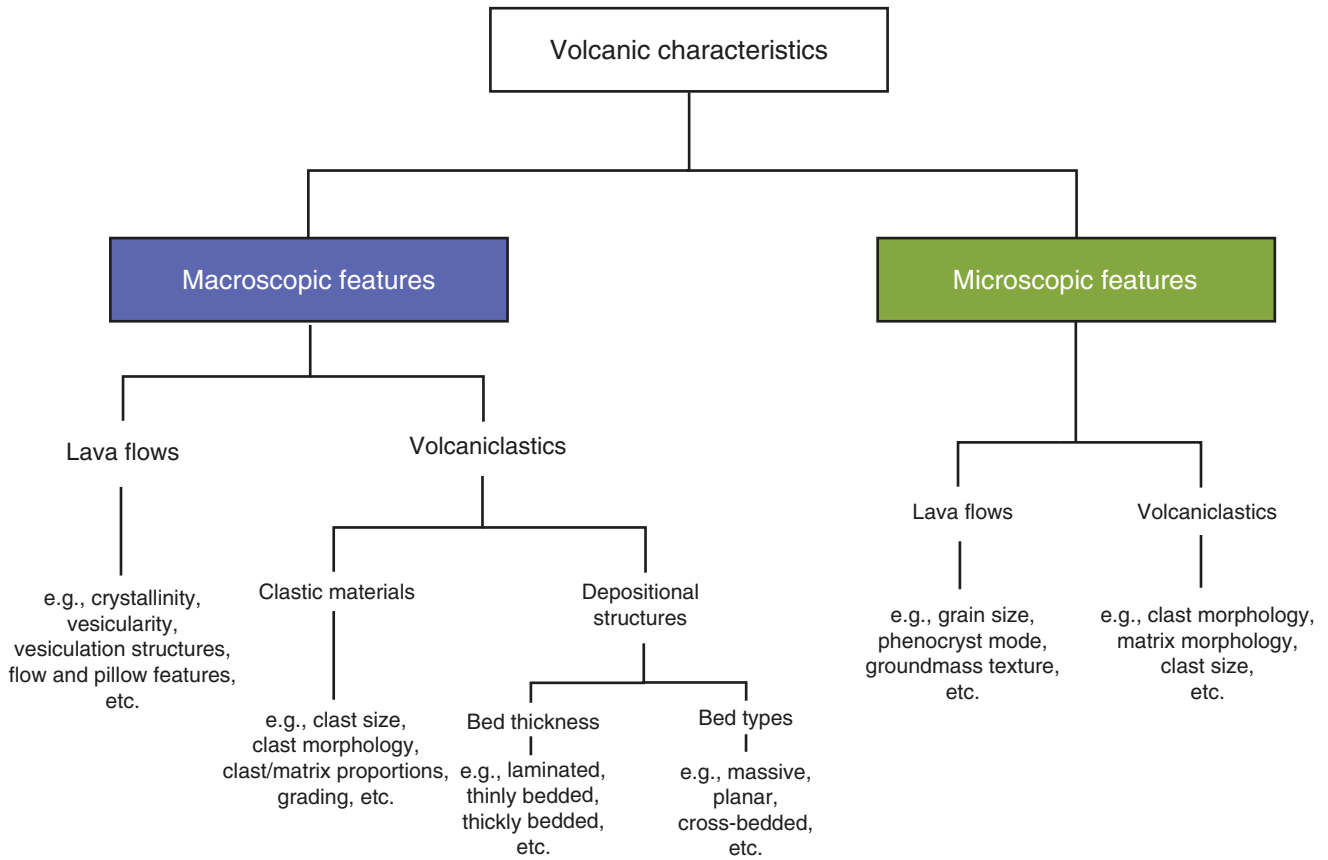 Volcanic characteristics
Macroscopic features
Microscopic features
Lava flows
Volcaniclastics
e.g., crystallinity,
vesicularity,
vesiculation structures,
flow and pillow features,
etc.
Clastic materials
Depositional
structures
e.g., clast size,
clast morphology,
clast/matrix proportions,
grading, etc.
Bed thickness
Bed types
e.g., laminated,
thinly bedded,
thickly bedded,
etc.
e.g., massive,
planar,
cross-bedded,
etc.
Lava flows
Volcaniclastics
e.g., grain size,
phenocryst mode,
groundmass texture,
etc.
e.g., clast morphology,
matrix morphology,
clast size,
etc.